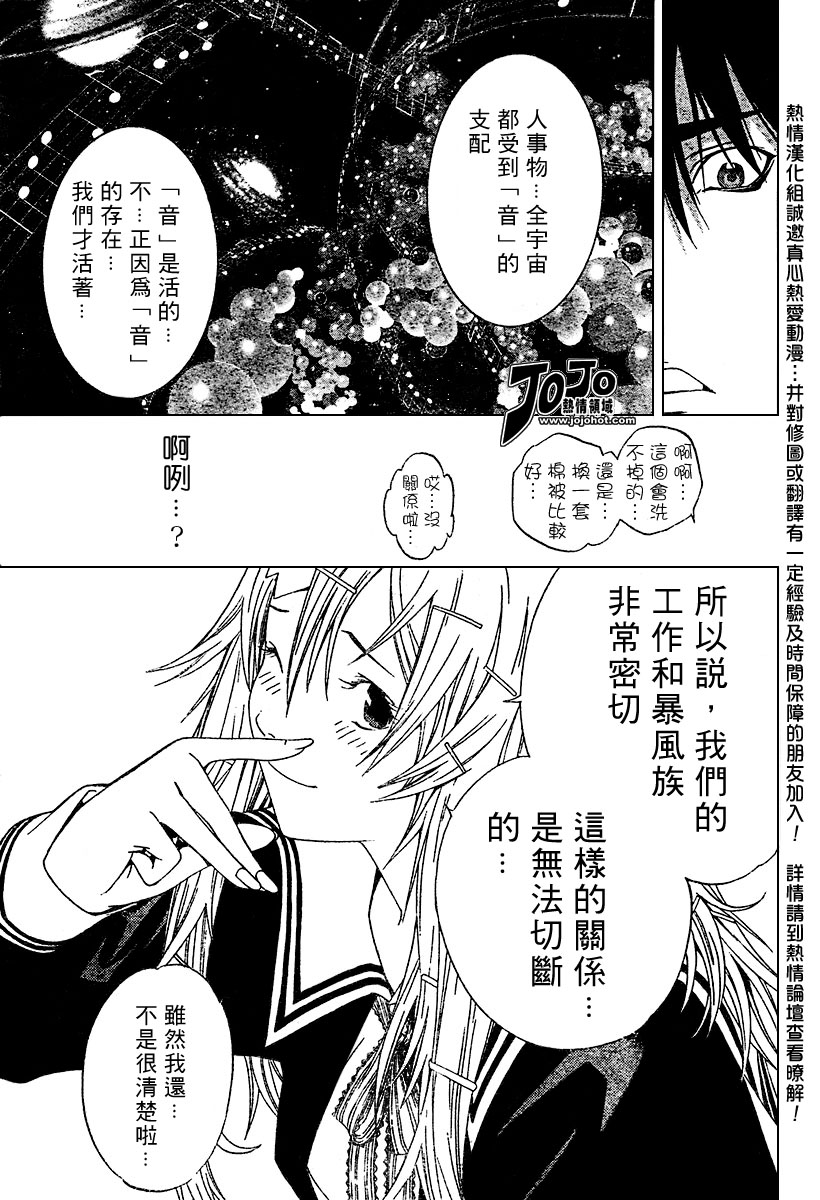 人事物…全宇宙
都受到「音」的
支配
「音」是活的…
不…正因爲「音」
的存在…
我們才活著…
JOJO
熱情領域
www.jojohot.com
啊啊…
這個會洗
不掉的…
還是…
換一套
棉被比較
好…
哎…沒
關係啦…
啊咧…？
所以説，我們的
工作和暴風族
非常密切
這樣的關係…
是無法切斷
的…
雖然我還…
不是很清楚啦…
熱情漢化組誠邀真心熱愛動漫…并對修圖或翻譯有一定經驗及時間保障的朋友加入！ 詳情請到熱情論壇查看暸解！